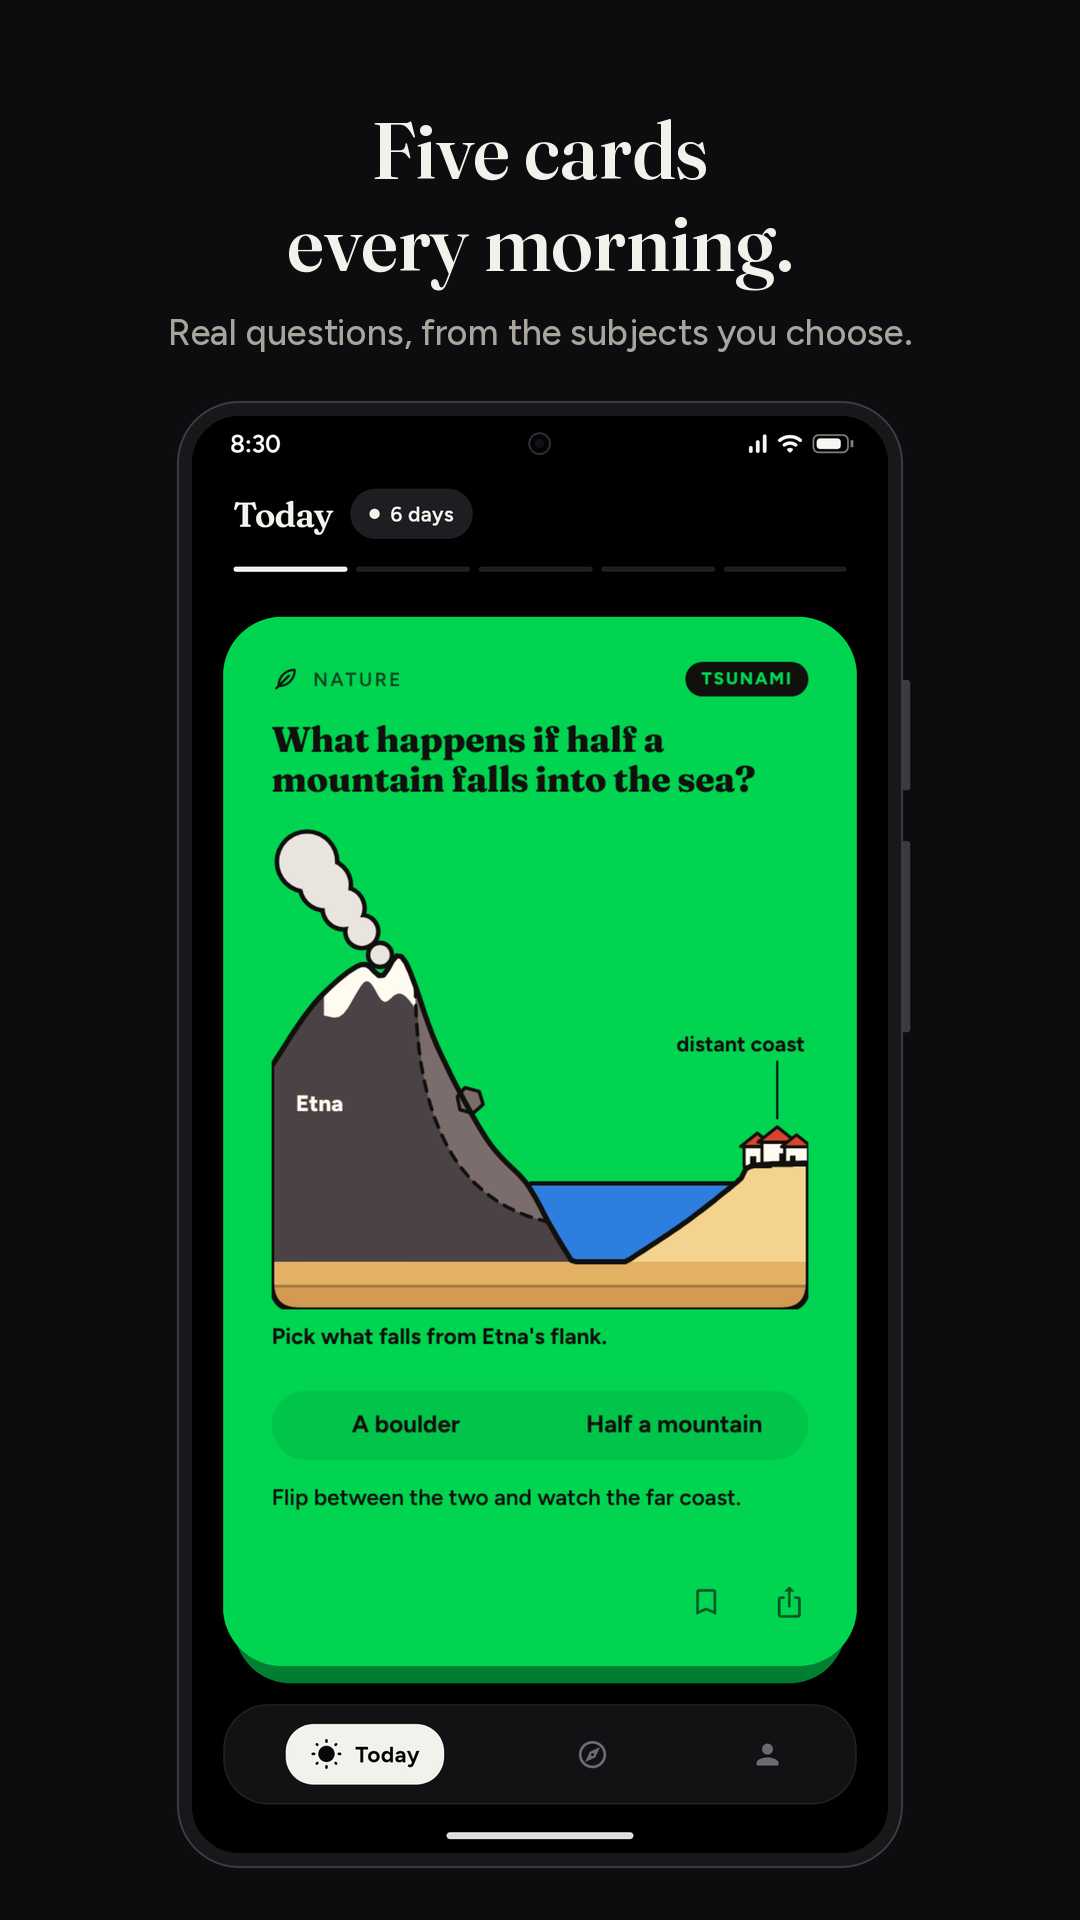 Five cards
every morning.
Real questions, from the subjects you choose.
8:30
Today
6 days
NATURE
TSUNAMI
What happens if half a
mountain falls into the sea?
distant coast
Etna
Pick what falls from Etna's flank.
A boulder
Half a mountain
Flip between the two and watch the far coast.
Today